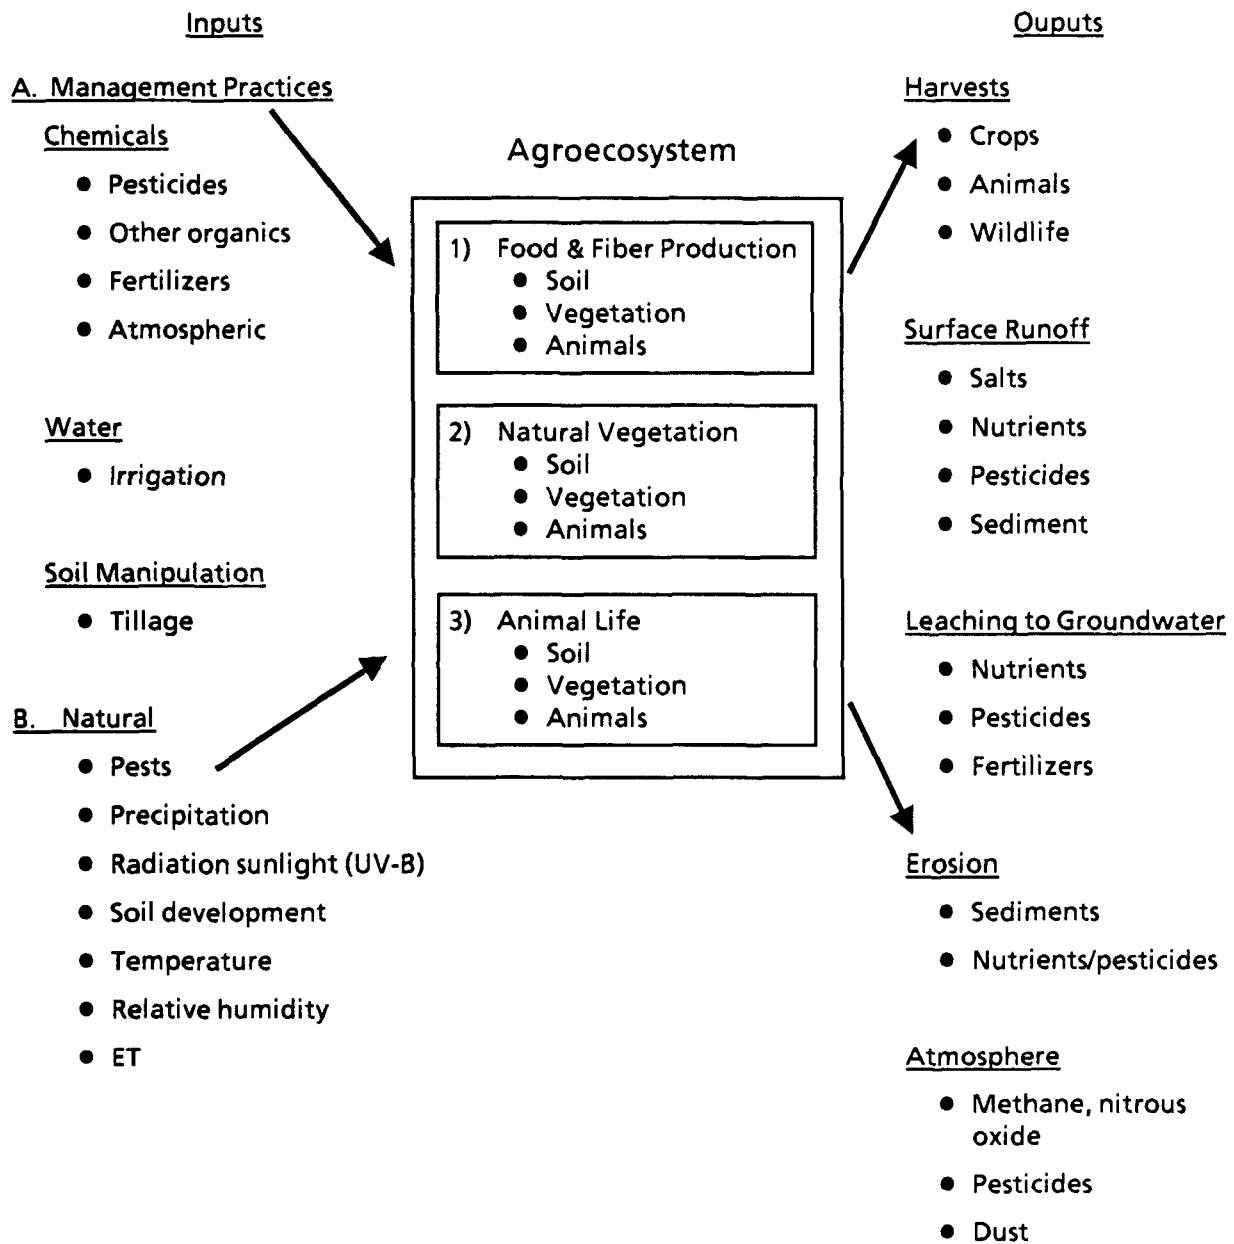 Inputs
A. Management Practices
Chemicals
● Pesticides
● Other organics
● Fertilizers
● Atmospheric
Water
● Irrigation
Soil Manipulation
● Tillage
B. Natural
● Pests
● Precipitation
● Radiation sunlight (UV-B)
● Soil development
● Temperature
● Relative humidity
● ET
Agroecosystem
1) Food & Fiber Production
● Soil
● Vegetation
● Animals
2) Natural Vegetation
● Soil
● Vegetation
● Animals
3) Animal Life
● Soil
● Vegetation
● Animals
Ouputs
Harvests
● Crops
● Animals
● Wildlife
Surface Runoff
● Salts
● Nutrients
● Pesticides
● Sediment
Leaching to Groundwater
● Nutrients
● Pesticides
● Fertilizers
Erosion
● Sediments
● Nutrients/pesticides
Atmosphere
● Methane, nitrous
oxide
● Pesticides
● Dust